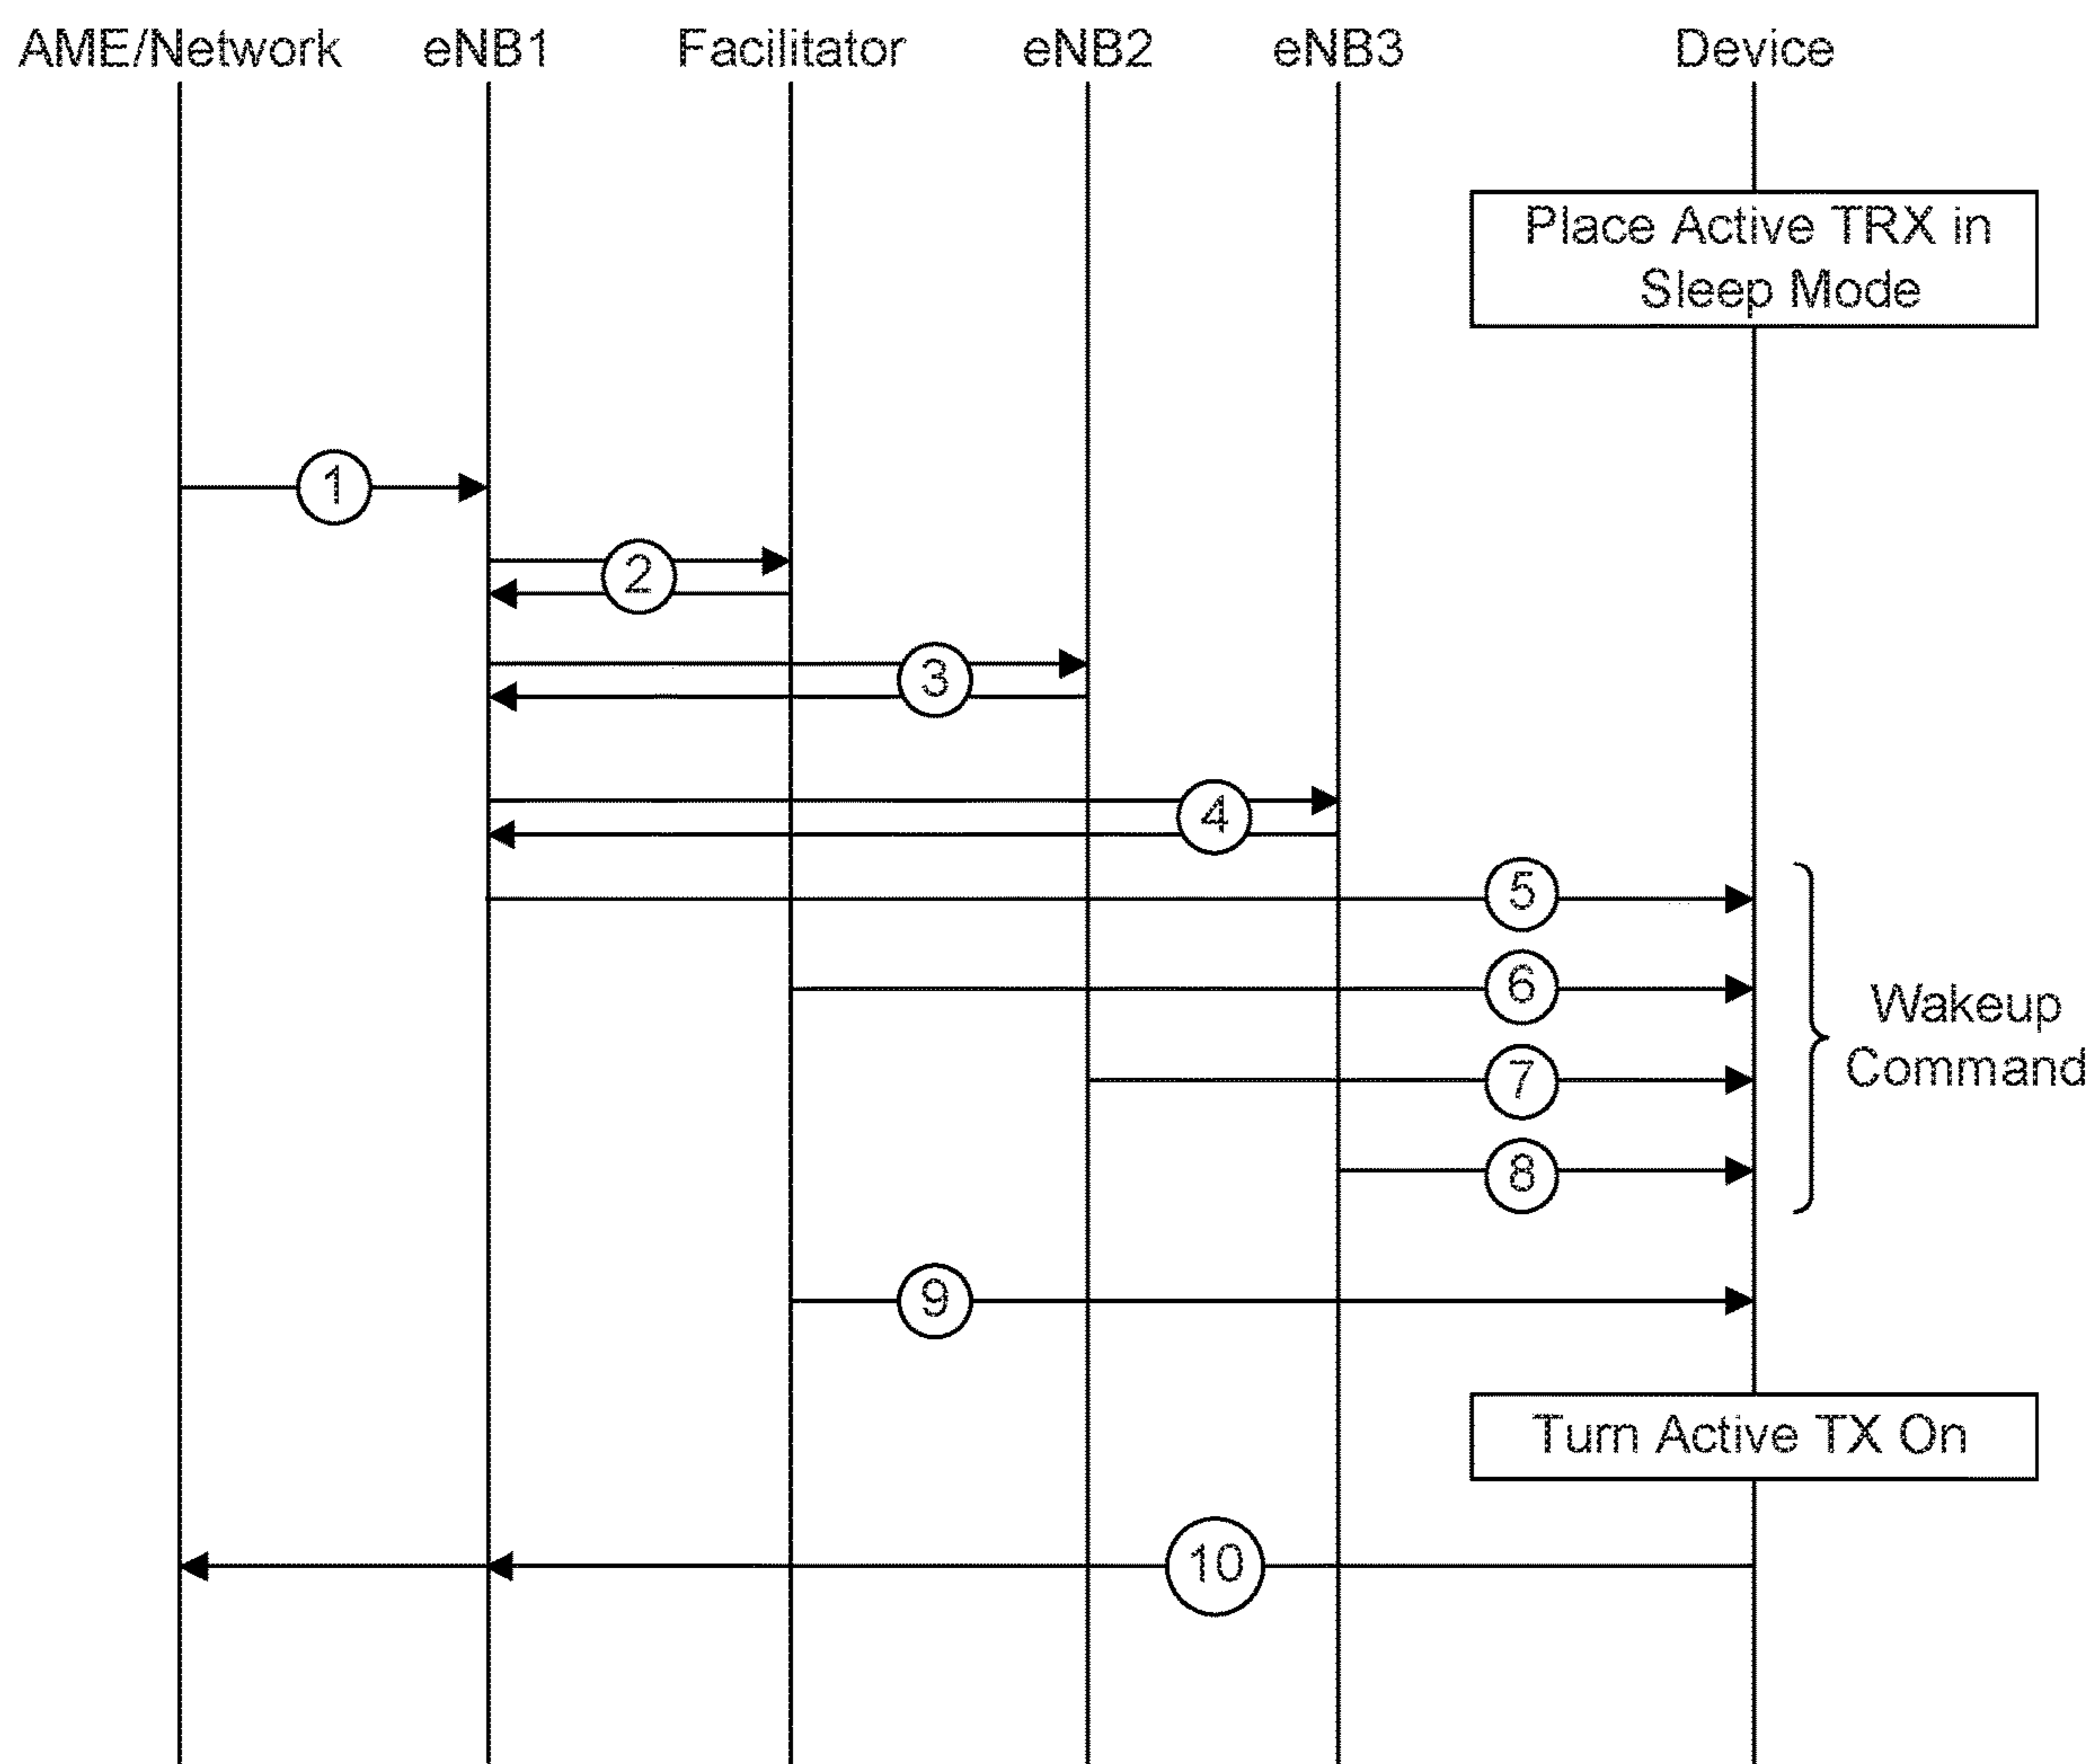 AME/Network eNB1 Facilitator eNB2 eNB3 Device
Place Active TRX in
Sleep Mode
1
2
3
4
5
6
Wakeup
Command
7
8
9
Turn Active TX On
10